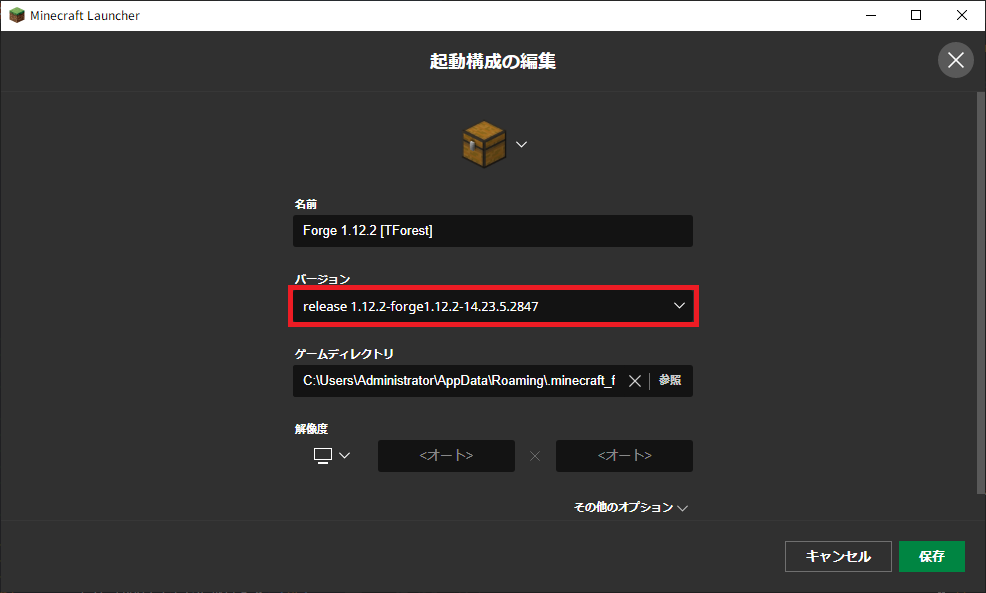 Minecraft Launcher
起動構成の編集
名前
Forge 1.12.2 [TForest]
バージョン
release 1.12.2-forge1.12.2-14.23.5.2847
ゲームディレクトリ
C:\Users\Administrator\AppData\Roaming\.minecraft_f 参照
解像度
<オート> <オート>
その他のオプション
キャンセル 保存